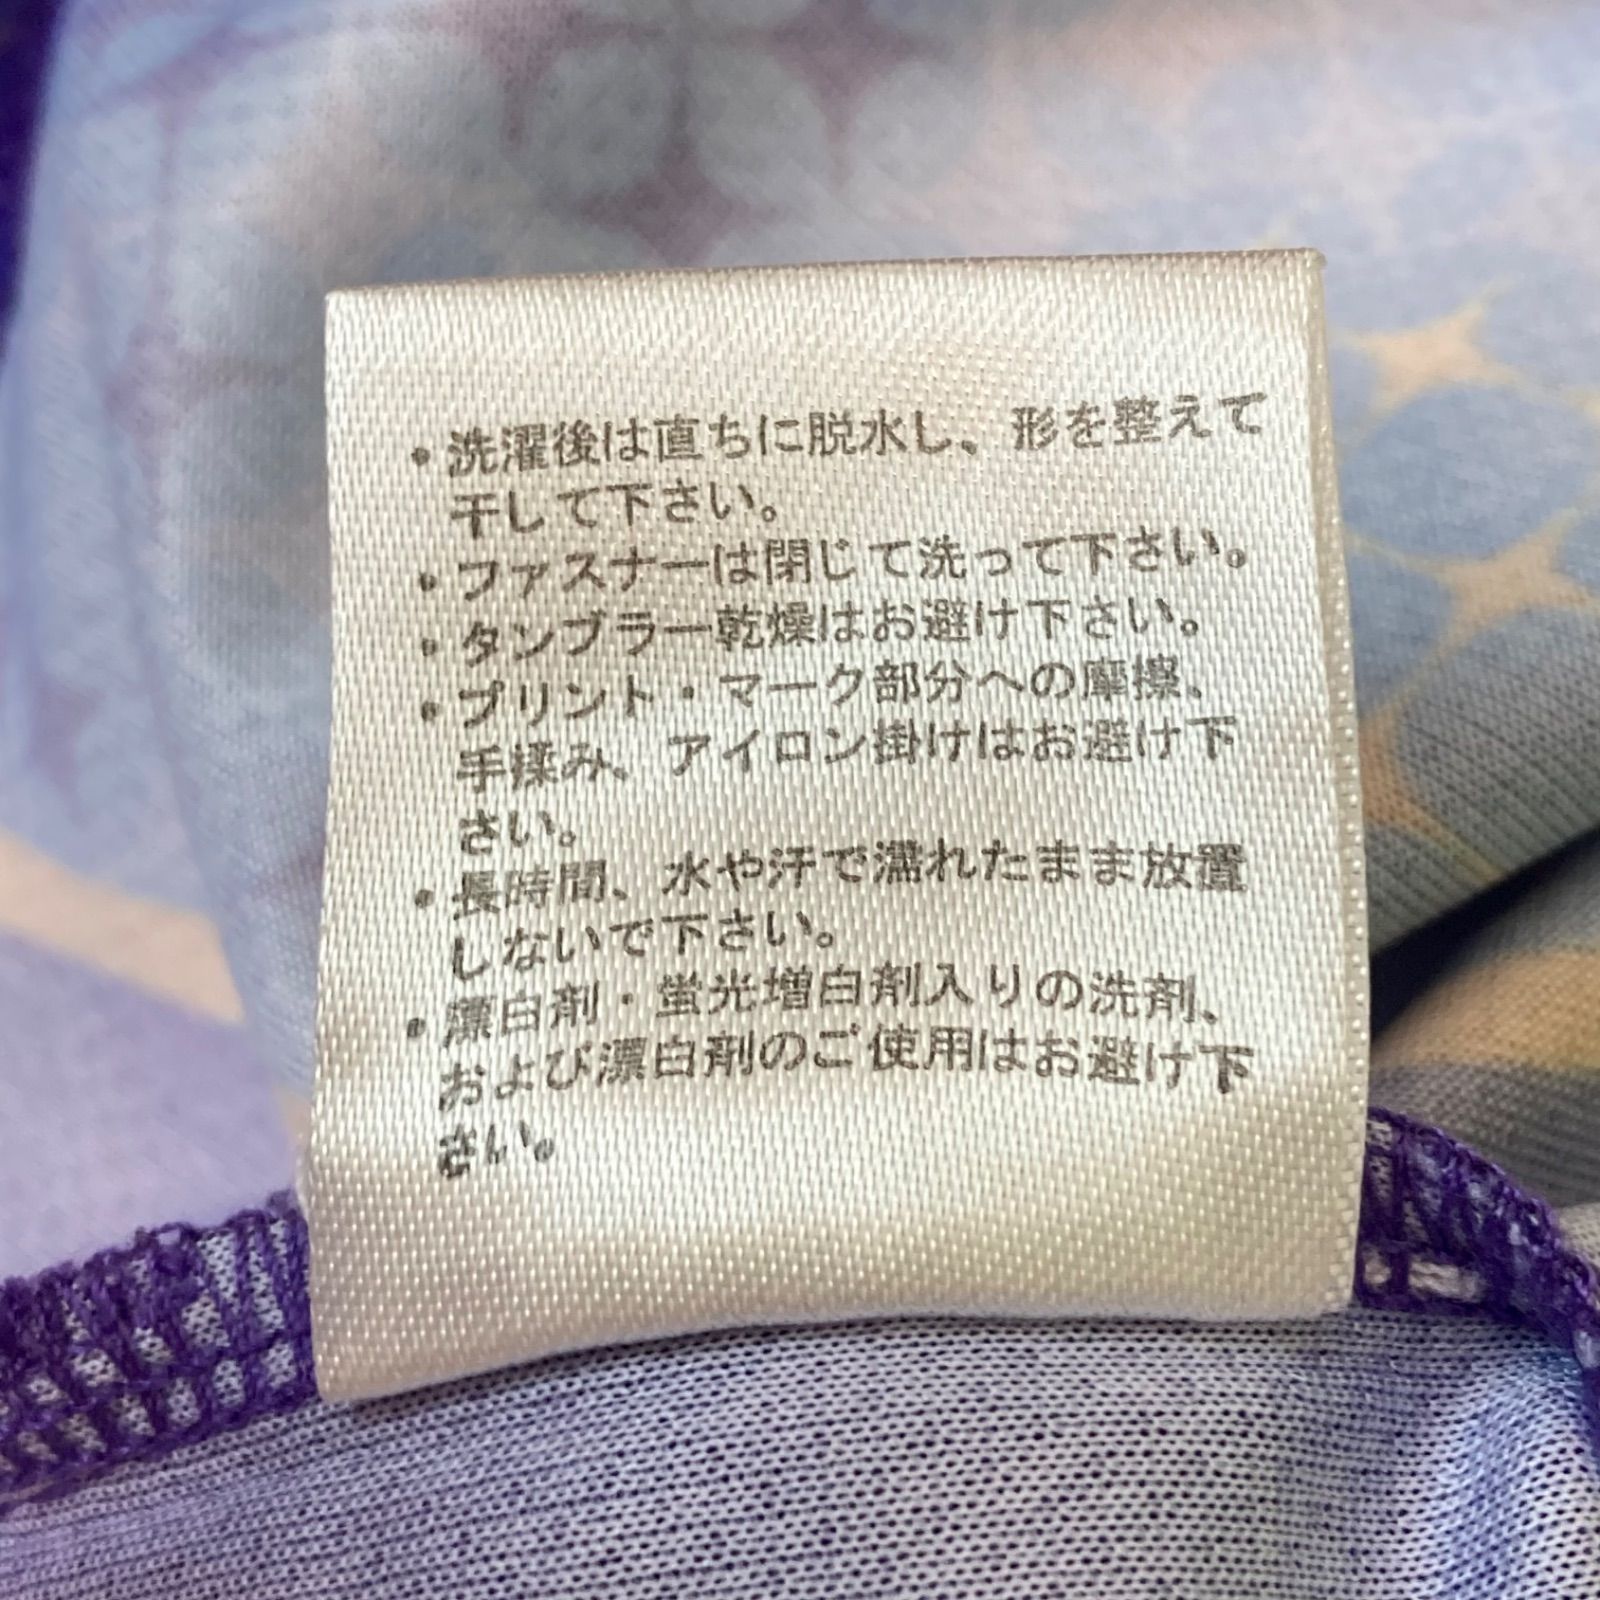 ・洗濯後は直ちに脱水し、形を整えて
干して下さい。
・ファスナーは閉じて洗って下さい。
・タンブラー乾燥はお避け下さい。
・プリント・マーク部分への摩擦、
手揉み、アイロン掛けはお避け下
さい。
・長時間、水や汗で濡れたまま放置
しないで下さい。
・漂白剤・蛍光増白剤入りの洗剤、
および漂白剤のご使用はお避け下
さい。